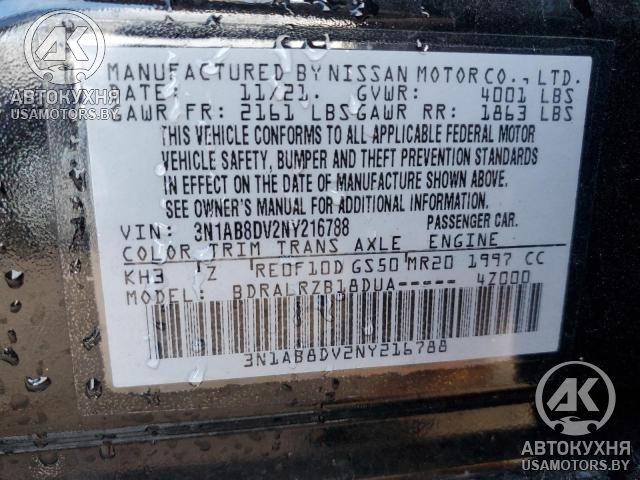 AK
АВТОКУХНЯ
USAMOTORS.BY
MANUFACTURED BY NISSAN MOTOR CO., LTD.
DATE: 11/21. GVWR: 4001 LBS
GAWR FR: 2161 LBS GAWR RR: 1863 LBS
THIS VEHICLE CONFORMS TO ALL APPLICABLE FEDERAL MOTOR
VEHICLE SAFETY, BUMPER AND THEFT PREVENTION STANDARDS
IN EFFECT ON THE DATE OF MANUFACTURE SHOWN ABOVE.
SEE OWNER'S MANUAL FOR ADDITIONAL INFORMATION.
VIN: 3N1AB8DV2NY216788 PASSENGER CAR.
COLOR TRIM TRANS AXLE ENGINE
KH3 Z RE0F10D GS50 MR20 1997 CC
MODEL: BDRALRZB18DUA----- 4Z000
3N1AB8DV2NY216788
AK
АВТОКУХНЯ
USAMOTORS.BY